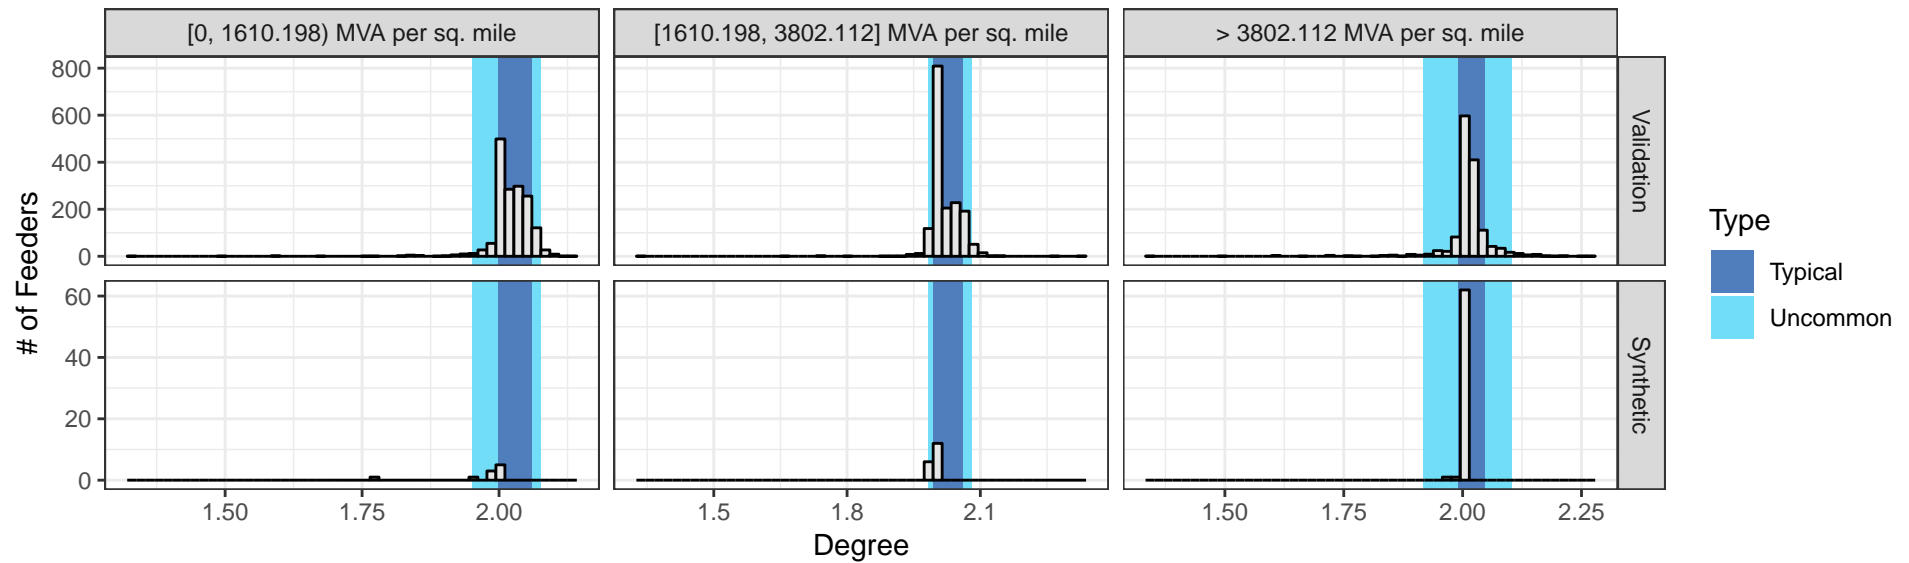 [0, 1610.198) MVA per sq. mile
[1610.198, 3802.112] MVA per sq. mile
> 3802.112 MVA per sq. mile
# of Feeders
800
600
400
200
0
Validation
60
40
20
0
Synthetic
1.50 1.75 2.00
1.5 1.8 2.1
1.50 1.75 2.00 2.25
Degree
Type
Typical
Uncommon